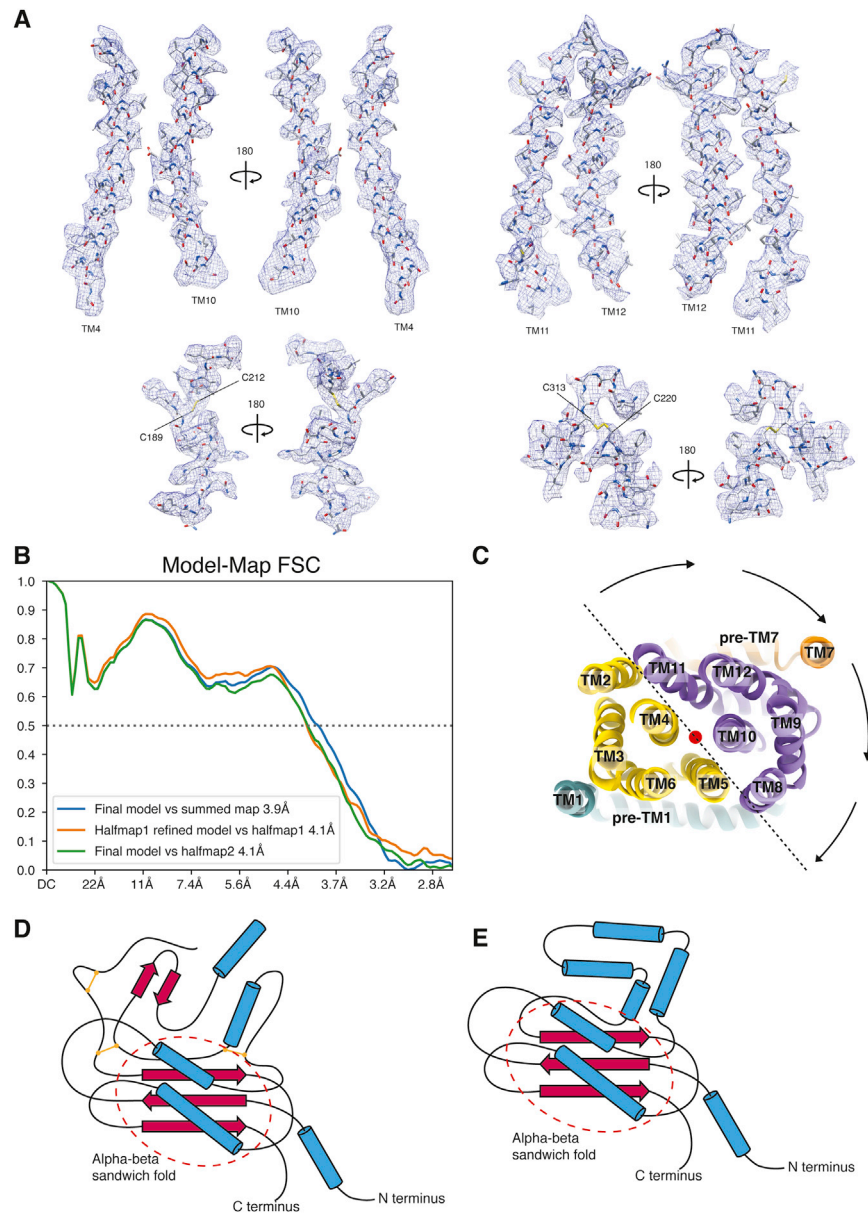 A
180
180
TM4
TM10
TM10
TM4
TM11
TM12
TM12
TM11
C212
C189
180
C313
C220
180
B
Model-Map FSC
1.0
0.9
0.8
0.7
0.6
0.5
0.4
0.3
0.2
0.1
0.0
Final model vs summed map 3.9Å
Halfmap1 refined model vs halfmap1 4.1Å
Final model vs halfmap2 4.1Å
DC
22Å
11Å
7.4Å
5.6Å
4.4Å
3.7Å
3.2Å
2.8Å
C
pre-TM7
TM7
TM2
TM11
TM12
TM4
TM9
TM10
TM3
TM6
TM5
TM8
TM1
pre-TM1
D
Alpha-beta
sandwich fold
C terminus
N terminus
E
Alpha-beta
sandwich fold
C terminus
N terminus